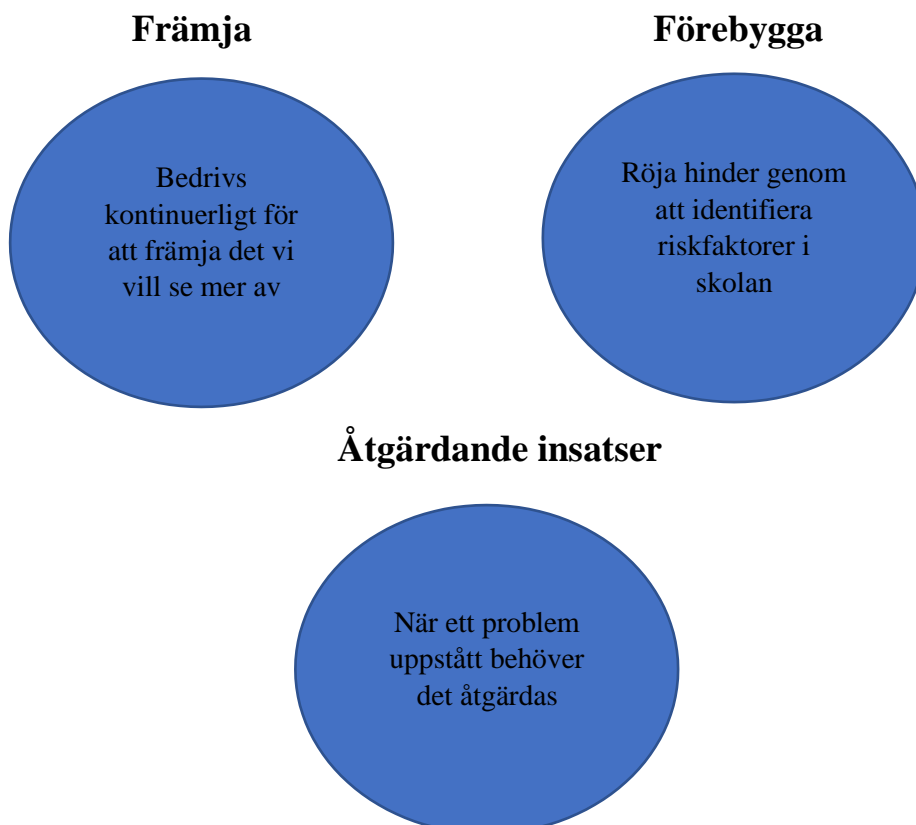 Främja
Förebygga
Bedrivs
kontinuerligt för
att främja det vi
vill se mer av
Röja hinder genom
att identifiera
riskfaktorer i
skolan
Åtgärdande insatser
När ett problem
uppstått behöver
det åtgärdas